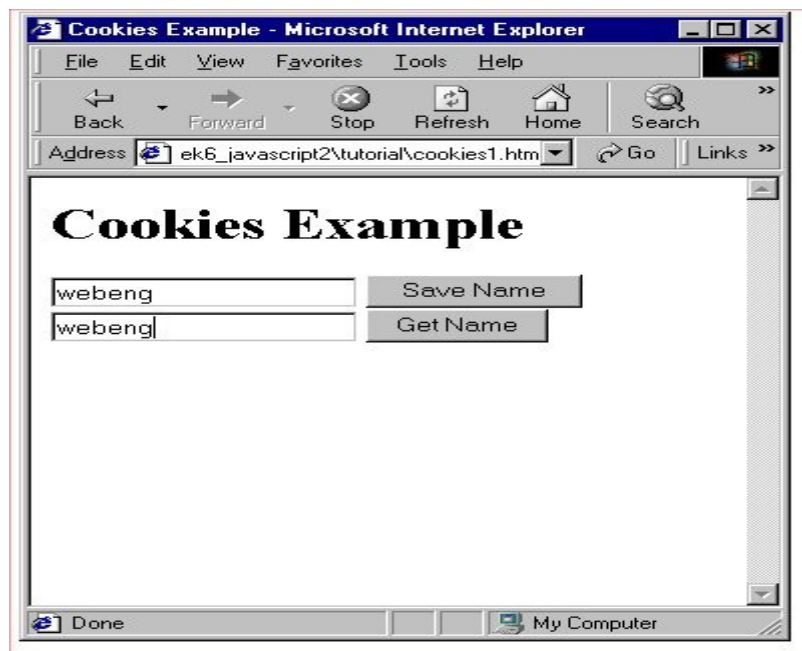 Cookies Example - Microsoft Internet Explorer
File Edit View Favorites Tools Help
Back Forward Stop Refresh Home Search »
Address ek6_javascript2\tutorial\cookies1.htm Go Links »
Cookies Example
webeng Save Name
webeng Get Name
Done My Computer